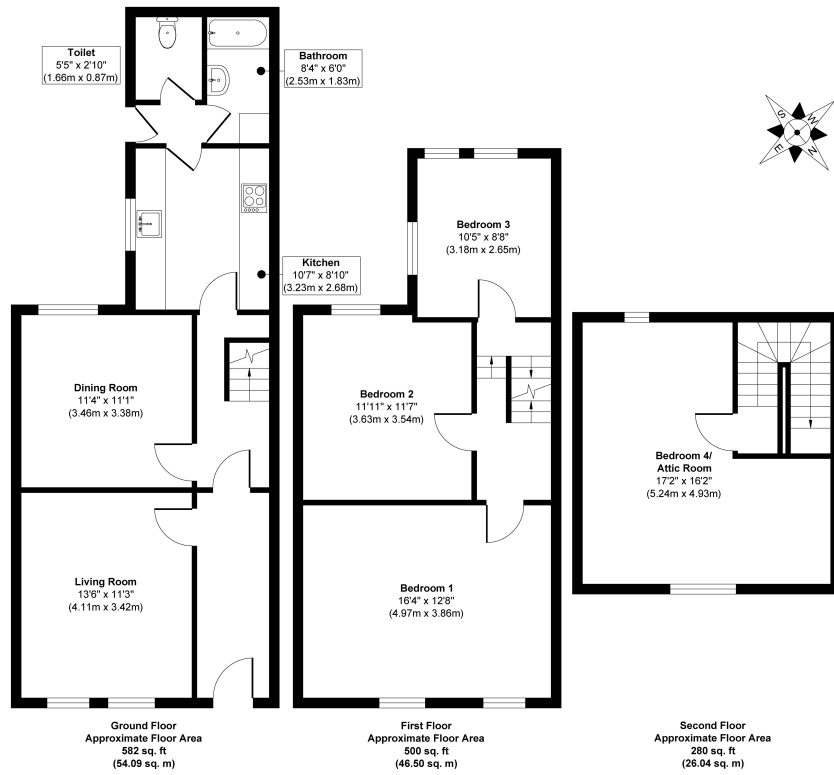 Toilet
5'5" x 2'10"
(1.66m x 0.87m)
Bathroom
8'4" x 6'0"
(2.53m x 1.83m)
S
W
E
N
Bedroom 3
10'5" x 8'8"
(3.18m x 2.65m)
Kitchen
10'7" x 8'10"
(3.23m x 2.68m)
Dining Room
11'4" x 11'1"
(3.46m x 3.38m)
Bedroom 2
11'11" x 11'7"
(3.63m x 3.54m)
Bedroom 4/
Attic Room
17'2" x 16'2"
(5.24m x 4.93m)
Living Room
13'6" x 11'3"
(4.11m x 3.42m)
Bedroom 1
16'4" x 12'8"
(4.97m x 3.86m)
Ground Floor
Approximate Floor Area
582 sq. ft
(54.09 sq. m)
First Floor
Approximate Floor Area
500 sq. ft
(46.50 sq. m)
Second Floor
Approximate Floor Area
280 sq. ft
(26.04 sq. m)